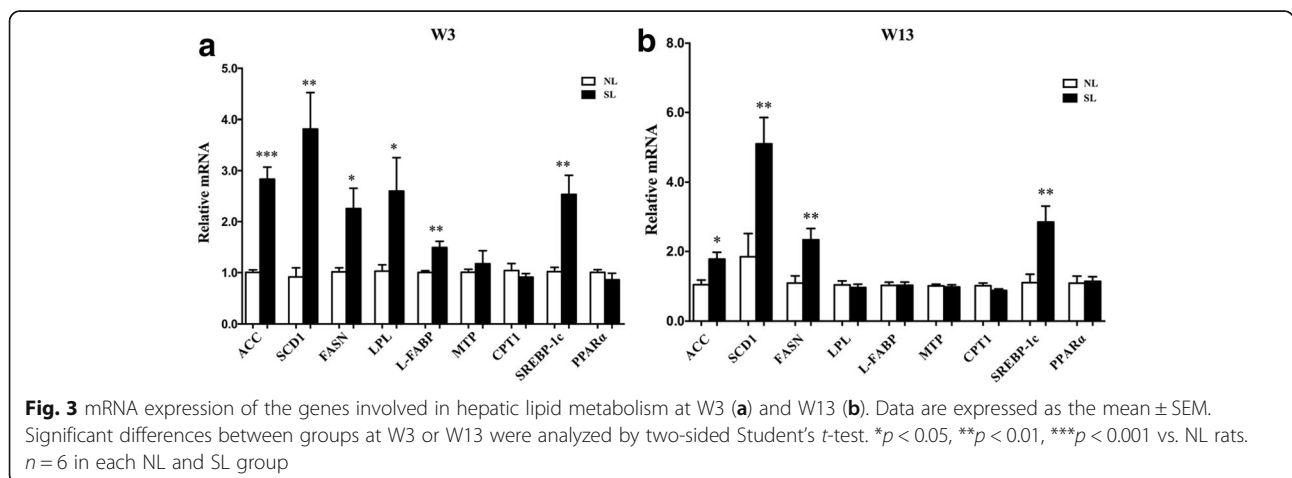 a
W3
Relative mRNA
5.0
4.0
3.0
2.0
1.0
0.0
NL
SL
***
**
*
*
**
**
ACC
SCD1
FASN
LPL
L-FABP
MTP
CPT1
SREBP-1c
PPARα
b
W13
Relative mRNA
8.0
6.0
4.0
2.0
0.0
NL
SL
*
**
**
**
ACC
SCD1
FASN
LPL
L-FABP
MTP
CPT1
SREBP-1c
PPARα
Fig. 3 mRNA expression of the genes involved in hepatic lipid metabolism at W3 (a) and W13 (b). Data are expressed as the mean ± SEM.
Significant differences between groups at W3 or W13 were analyzed by two-sided Student's t-test. *p < 0.05, **p < 0.01, ***p < 0.001 vs. NL rats.
n = 6 in each NL and SL group